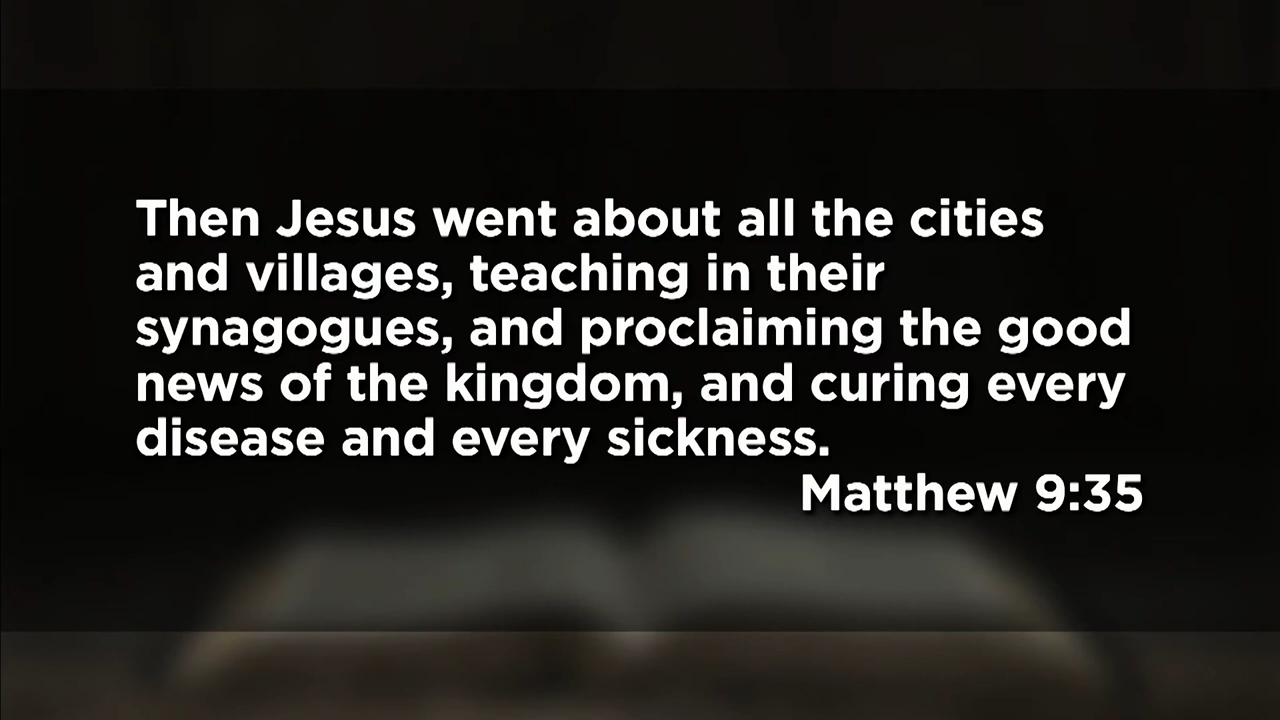 Then Jesus went about all the cities
and villages, teaching in their
synagogues, and proclaiming the good
news of the kingdom, and curing every
disease and every sickness.
Matthew 9:35